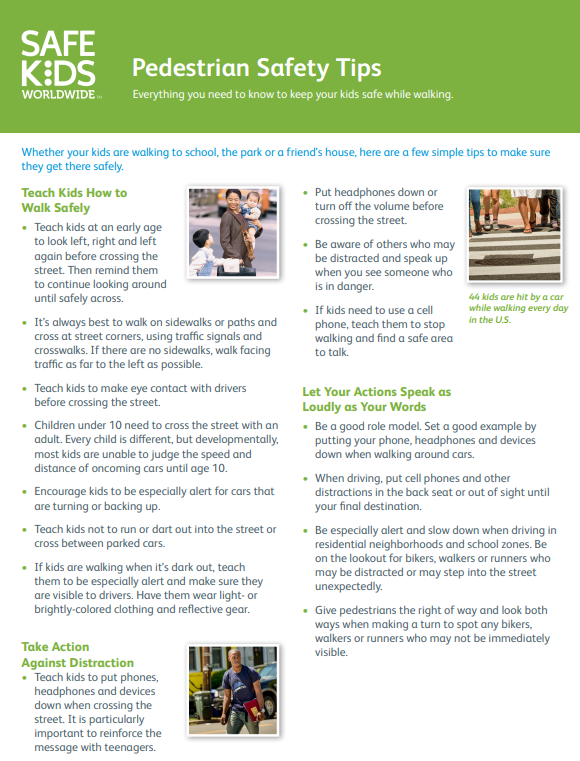 SAFE
KIDS
WORLDWIDE
Pedestrian Safety Tips
Everything you need to know to keep your kids safe while walking.
Whether your kids are walking to school, the park or a friend's house, here are a few simple tips to make sure
they get there safely.
Teach Kids How to
Walk Safely
• Teach kids at an early age
to look left, right and left
again before crossing the
street. Then remind them
to continue looking around
until safely across.
• It's always best to walk on sidewalks or paths and
cross at street corners, using traffic signals and
crosswalks. If there are no sidewalks, walk facing
traffic as far to the left as possible.
• Teach kids to make eye contact with drivers
before crossing the street.
• Children under 10 need to cross the street with an
adult. Every child is different, but developmentally,
most kids are unable to judge the speed and
distance of oncoming cars until age 10.
• Encourage kids to be especially alert for cars that
are turning or backing up.
• Teach kids not to run or dart out into the street or
cross between parked cars.
• If kids are walking when it's dark out, teach
them to be especially alert and make sure they
are visible to drivers. Have them wear light- or
brightly-colored clothing and reflective gear.
Take Action
Against Distraction
• Teach kids to put phones,
headphones and devices
down when crossing the
street. It is particularly
important to reinforce the
message with teenagers.
• Put headphones down or
turn off the volume before
crossing the street.
• Be aware of others who may
be distracted and speak up
when you see someone who
is in danger.
• If kids need to use a cell
phone, teach them to stop
walking and find a safe area
to talk.
44 kids are hit by a car
while walking every day
in the U.S.
Let Your Actions Speak as
Loudly as Your Words
• Be a good role model. Set a good example by
putting your phone, headphones and devices
down when walking around cars.
• When driving, put cell phones and other
distractions in the back seat or out of sight until
your final destination.
• Be especially alert and slow down when driving in
residential neighborhoods and school zones. Be
on the lookout for bikers, walkers or runners who
may be distracted or may step into the street
unexpectedly.
• Give pedestrians the right of way and look both
ways when making a turn to spot any bikers,
walkers or runners who may not be immediately
visible.